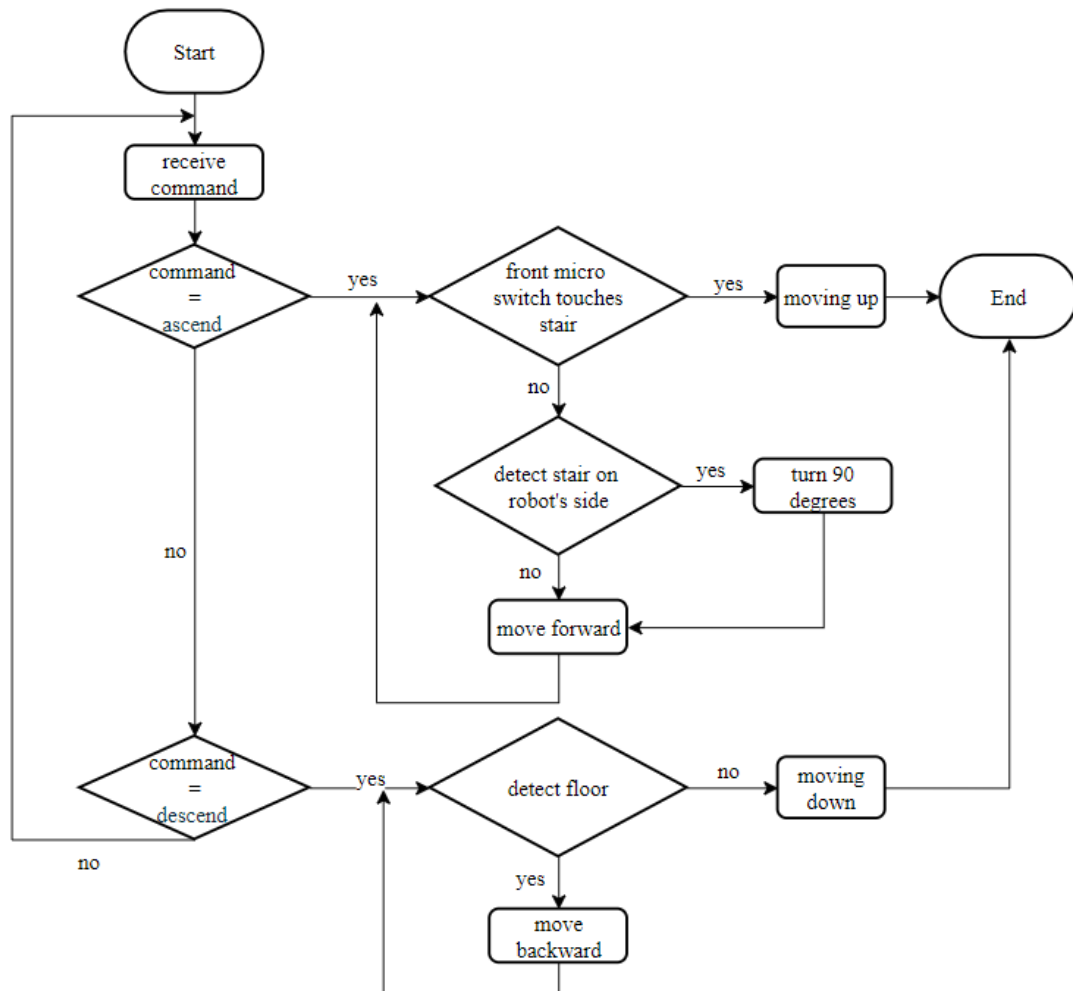 Start
receive
command
command
=
ascend
yes
front micro
switch touches
stair
yes
moving up
End
no
detect stair on
robot's side
yes
turn 90
degrees
no
no
move forward
command
=
descend
yes
detect floor
no
moving
down
no
yes
move
backward